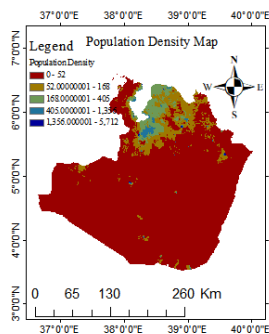 37°0'0"E 38°0'0"E 39°0'0"E 40°0'0"E
Population Density Map
Legend
Population Density
0 - 52
52.00000001 - 168
168.000001 - 405
405.0000001 - 1,35
1,356.000001 - 5,712
N
W E
S
7°0'0"N
6°0'0"N
5°0'0"N
4°0'0"N
3°0'0"N
0 65 130 260 Km
37°0'0"E 38°0'0"E 39°0'0"E 40°0'0"E